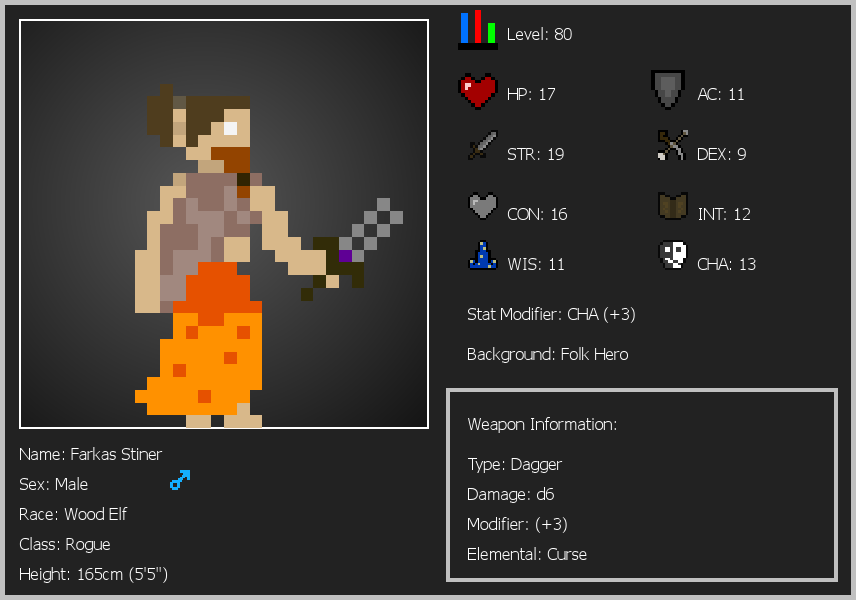 Level: 80
HP: 17
AC: 11
STR: 19
DEX: 9
CON: 16
INT: 12
WIS: 11
CHA: 13
Stat Modifier: CHA (+3)
Background: Folk Hero
Weapon Information:
Type: Dagger
Damage: d6
Modifier: (+3)
Elemental: Curse
Name: Farkas Stiner
Sex: Male
Race: Wood Elf
Class: Rogue
Height: 165cm (5'5")